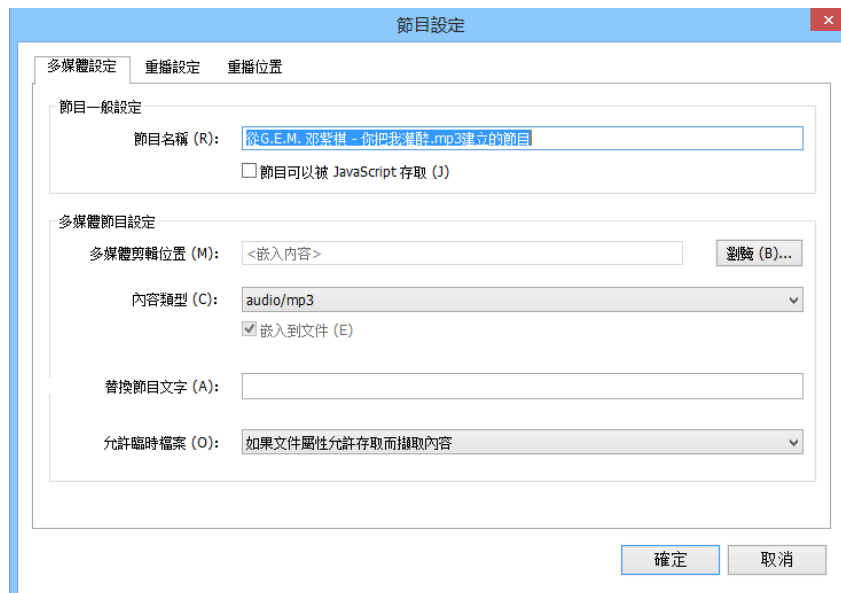 節目設定
多媒體設定 重播設定 重播位置
節目一般設定
節目名稱 (R): 從G.E.M. 邓紫棋 - 你把我灌醉.mp3建立的節目
節目可以被 JavaScript 存取 (J)
多媒體節目設定
多媒體剪輯位置 (M): <嵌入內容> 瀏覽 (B)...
內容類型 (C): audio/mp3
嵌入到文件 (E)
替換節目文字 (A):
允許臨時檔案 (O): 如果文件屬性允許存取而擷取內容
確定 取消